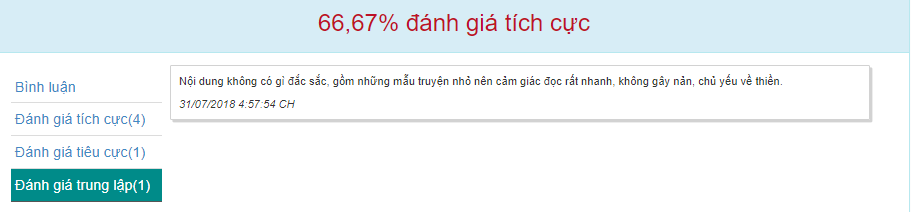 66,67% đánh giá tích cực
Bình luận
Đánh giá tích cực(4)
Đánh giá tiêu cực(1)
Đánh giá trung lập(1)
Nội dung không có gì đắc sắc, gồm những mẫu truyện nhỏ nên cảm giác đọc rất nhanh, không gây nản, chủ yếu về thiền.
31/07/2018 4:57:54 CH